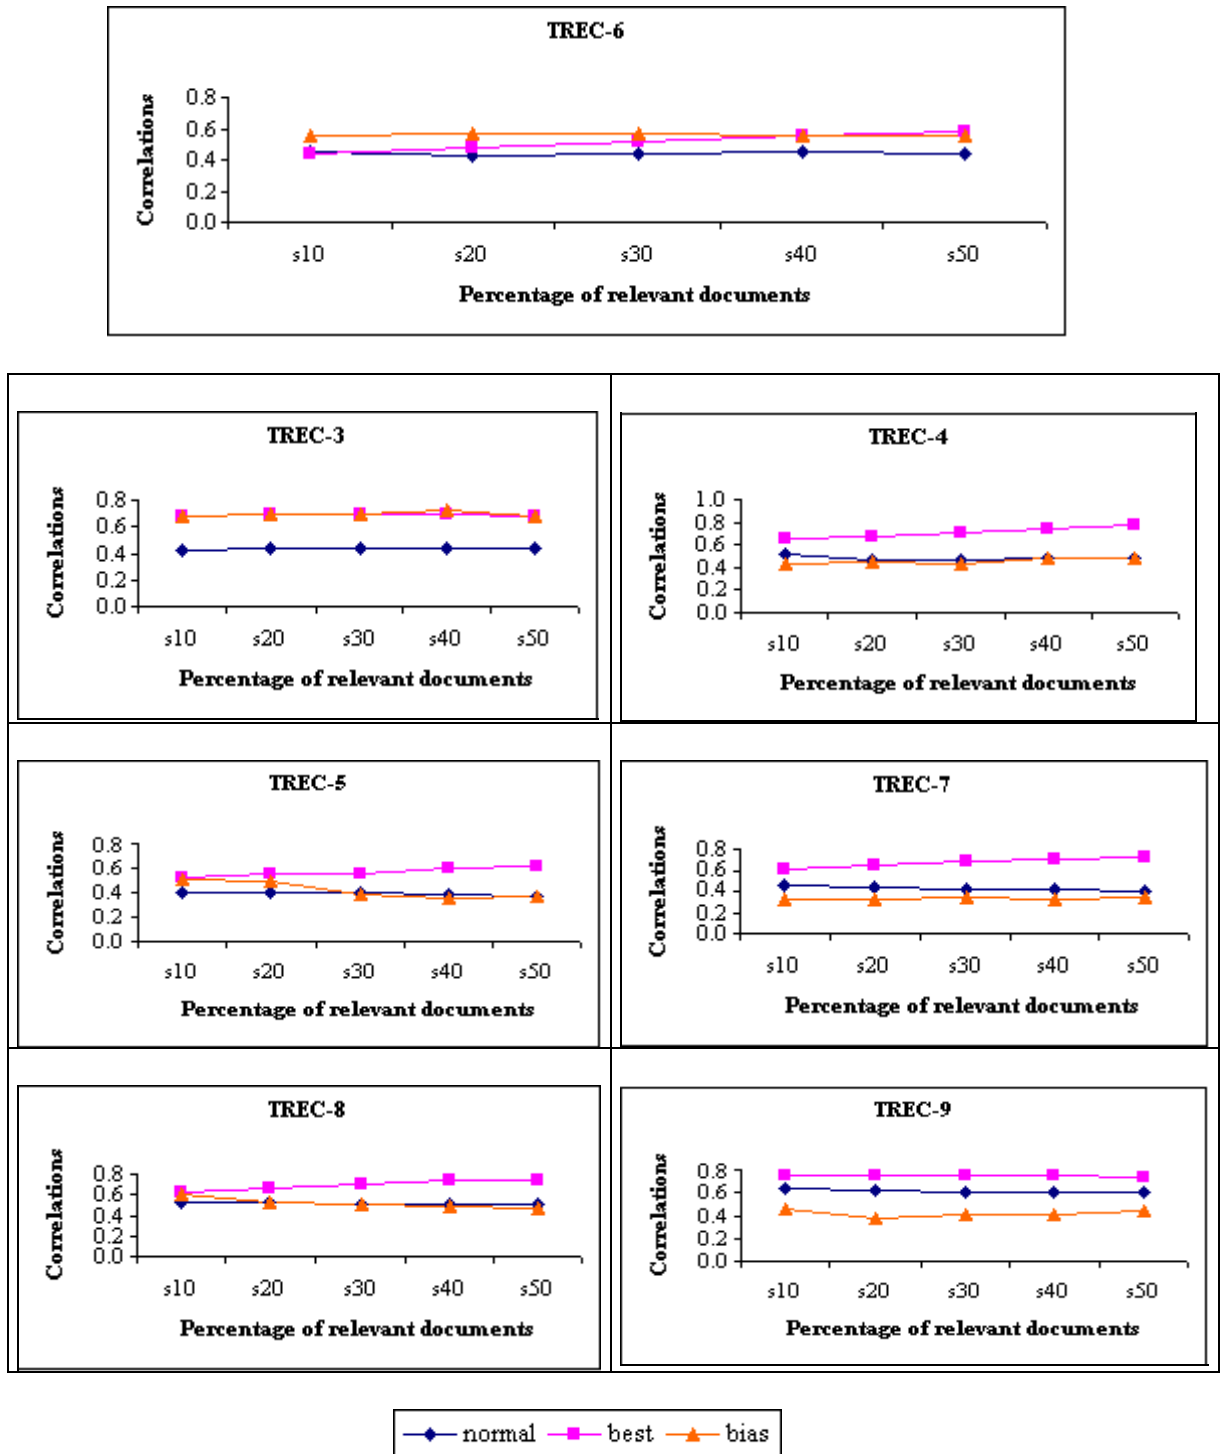 TREC-6
Correlations
0.8
0.6
0.4
0.2
0.0
s10 s20 s30 s40 s50
Percentage of relevant documents
TREC-3
Correlations
0.8
0.6
0.4
0.2
0.0
s10 s20 s30 s40 s50
Percentage of relevant documents
TREC-4
Correlations
1.0
0.8
0.6
0.4
0.2
0.0
s10 s20 s30 s40 s50
Percentage of relevant documents
TREC-5
Correlations
0.8
0.6
0.4
0.2
0.0
s10 s20 s30 s40 s50
Percentage of relevant documents
TREC-7
Correlations
0.8
0.6
0.4
0.2
0.0
s10 s20 s30 s40 s50
Percentage of relevant documents
TREC-8
Correlations
0.8
0.6
0.4
0.2
0.0
s10 s20 s30 s40 s50
Percentage of relevant documents
TREC-9
Correlations
0.8
0.6
0.4
0.2
0.0
s10 s20 s30 s40 s50
Percentage of relevant documents
normal best bias